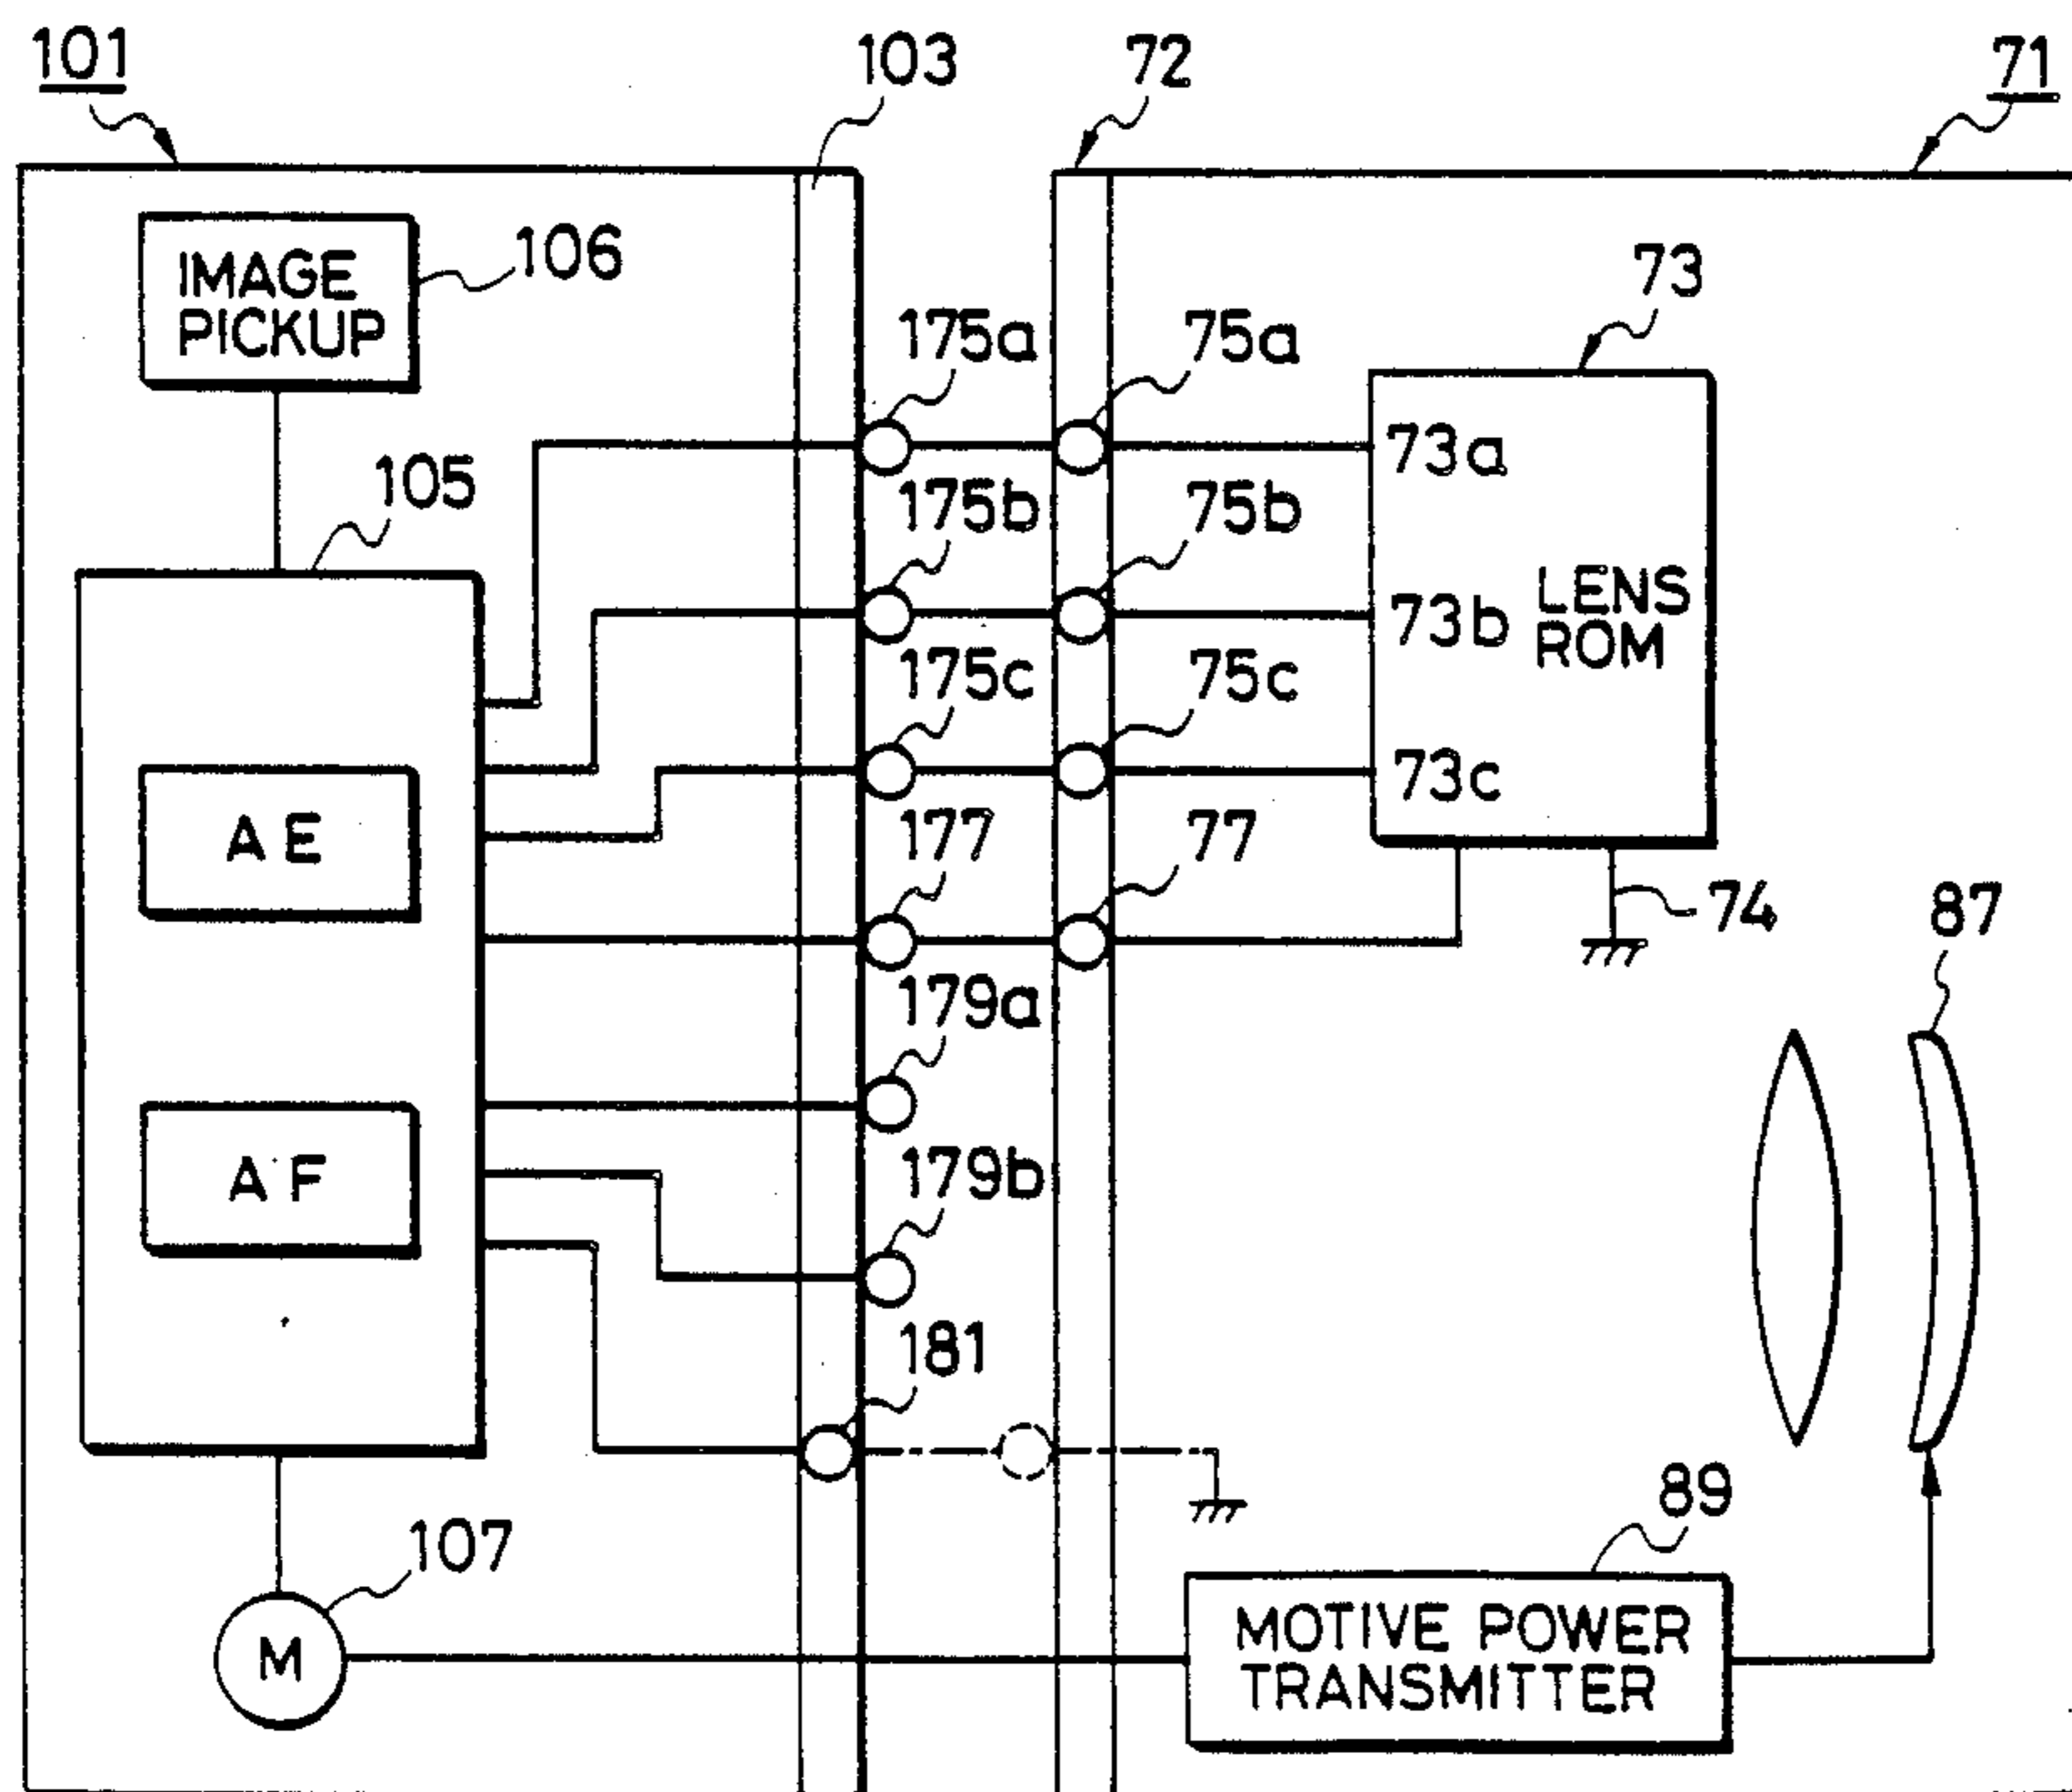 101
103
72
71
IMAGE
PICKUP
106
73
175a
75a
73a
105
175b
75b
73b
LENS
ROM
175c
75c
73c
AE
177
77
74
87
179a
AF
179b
181
89
107
M
MOTIVE POWER
TRANSMITTER